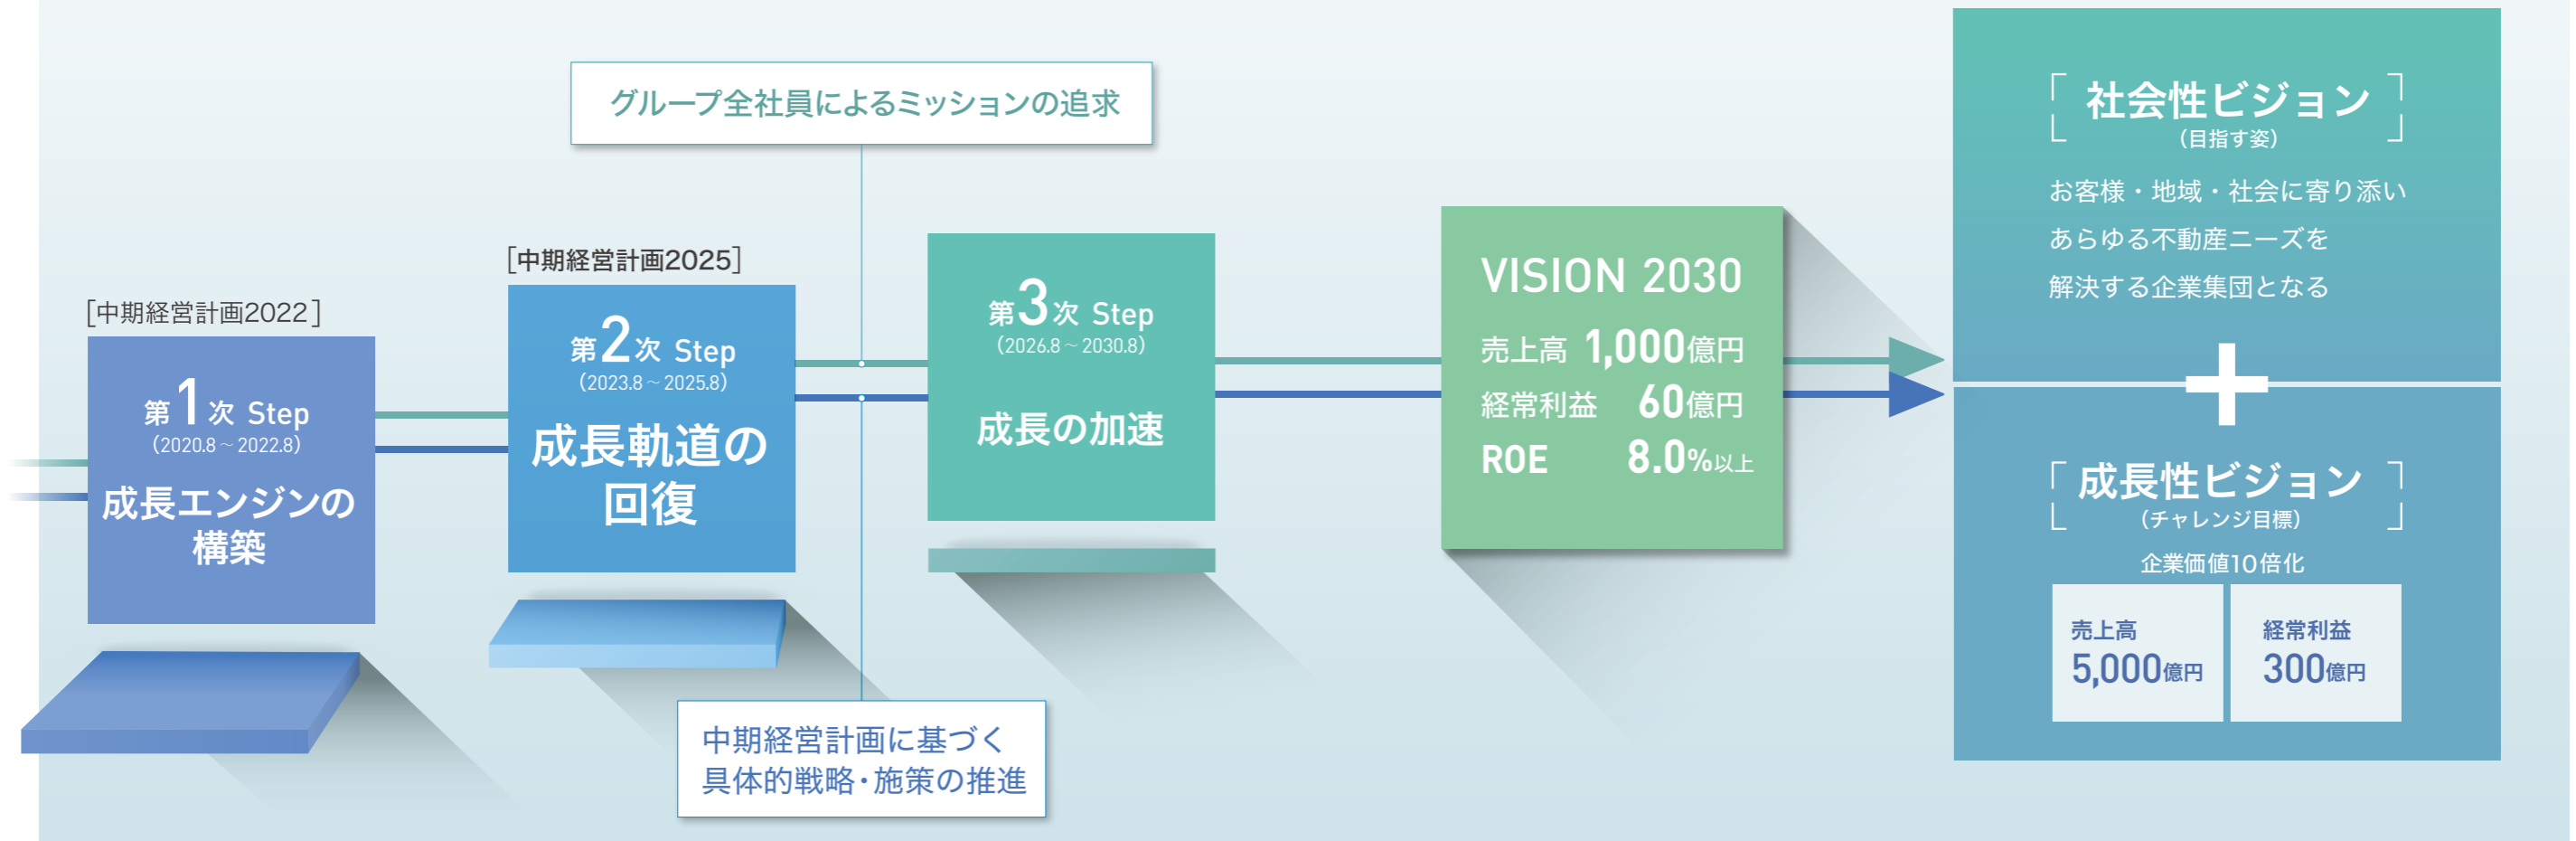 グループ全社員によるミッションの追求
[中期経営計画2022]
第1次 Step
(2020.8～2022.8)
成長エンジンの
構築
[中期経営計画2025]
第2次 Step
(2023.8～2025.8)
成長軌道の
回復
第3次 Step
(2026.8～2030.8)
成長の加速
中期経営計画に基づく
具体的戦略・施策の推進
VISION 2030
売上高 1,000億円
経常利益 60億円
ROE 8.0%以上
社会性ビジョン
(目指す姿)
お客様・地域・社会に寄り添い
あらゆる不動産ニーズを
解決する企業集団となる
+
成長性ビジョン
(チャレンジ目標)
企業価値10倍化
売上高
5,000億円
経常利益
300億円